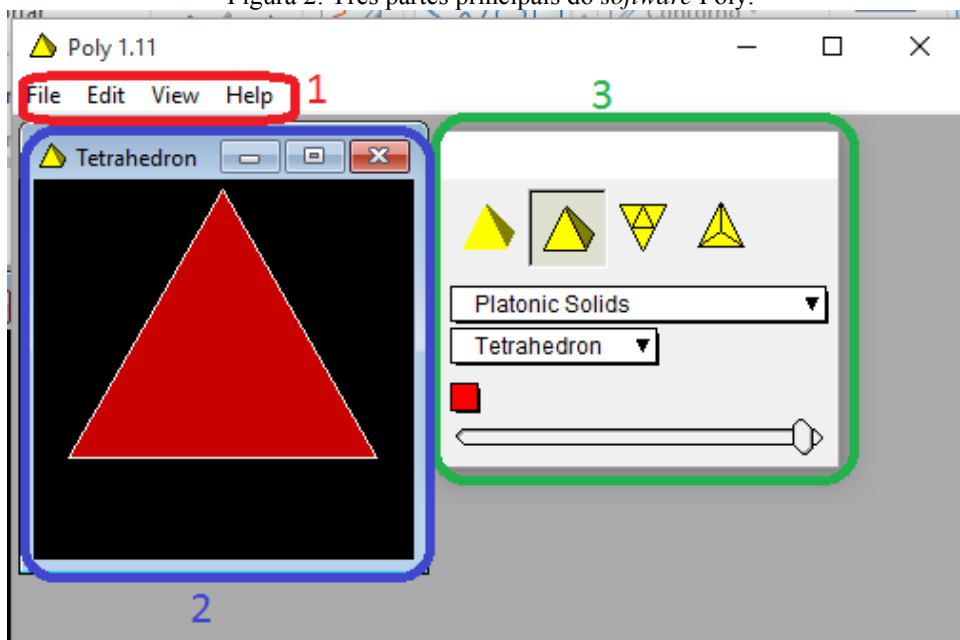 Figura 2: Três partes principais do software Poly.
Poly 1.11
File Edit View Help 1
3
Tetrahedron
Platonic Solids
Tetrahedron
2